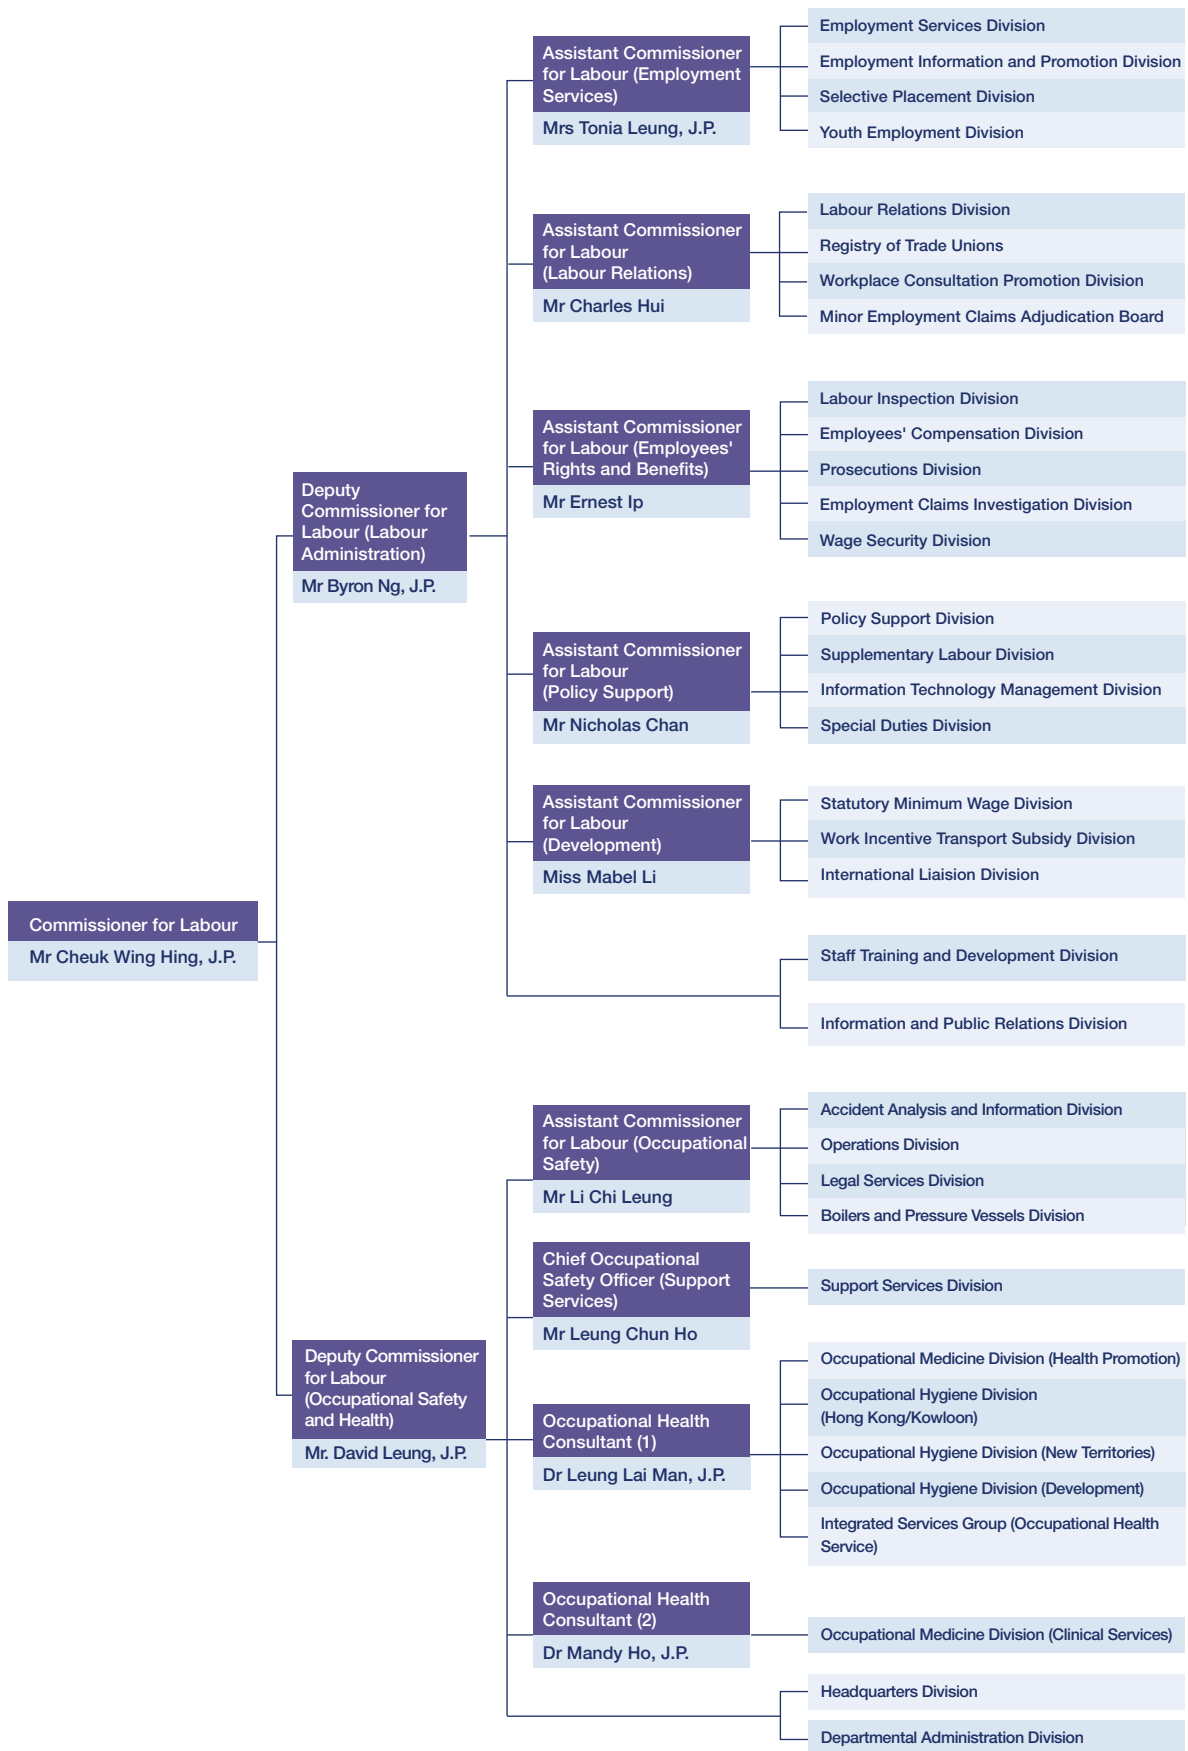 Commissioner for Labour
Mr Cheuk Wing Hing, J.P.
Deputy
Commissioner for
Labour (Labour
Administration)
Mr Byron Ng, J.P.
Assistant Commissioner
for Labour (Employment
Services)
Mrs Tonia Leung, J.P.
Employment Services Division
Employment Information and Promotion Division
Selective Placement Division
Youth Employment Division
Assistant Commissioner
for Labour
(Labour Relations)
Mr Charles Hui
Labour Relations Division
Registry of Trade Unions
Workplace Consultation Promotion Division
Minor Employment Claims Adjudication Board
Assistant Commissioner
for Labour (Employees'
Rights and Benefits)
Mr Ernest Ip
Labour Inspection Division
Employees' Compensation Division
Prosecutions Division
Employment Claims Investigation Division
Wage Security Division
Assistant Commissioner
for Labour
(Policy Support)
Mr Nicholas Chan
Policy Support Division
Supplementary Labour Division
Information Technology Management Division
Special Duties Division
Assistant Commissioner
for Labour
(Development)
Miss Mabel Li
Statutory Minimum Wage Division
Work Incentive Transport Subsidy Division
International Liaision Division
Staff Training and Development Division
Information and Public Relations Division
Deputy Commissioner
for Labour
(Occupational Safety
and Health)
Mr. David Leung, J.P.
Assistant Commissioner
for Labour (Occupational
Safety)
Mr Li Chi Leung
Accident Analysis and Information Division
Operations Division
Legal Services Division
Boilers and Pressure Vessels Division
Chief Occupational
Safety Officer (Support
Services)
Mr Leung Chun Ho
Support Services Division
Occupational Health
Consultant (1)
Dr Leung Lai Man, J.P.
Occupational Medicine Division (Health Promotion)
Occupational Hygiene Division
(Hong Kong/Kowloon)
Occupational Hygiene Division (New Territories)
Occupational Hygiene Division (Development)
Integrated Services Group (Occupational Health
Service)
Occupational Health
Consultant (2)
Dr Mandy Ho, J.P.
Occupational Medicine Division (Clinical Services)
Headquarters Division
Departmental Administration Division